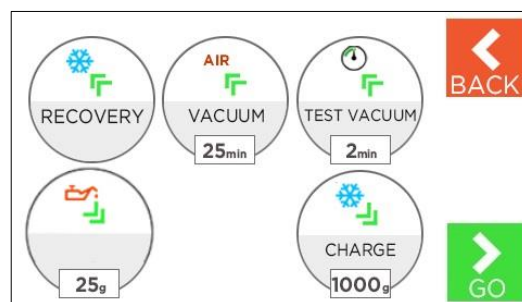 AIR
BACK
RECOVERY
VACUUM
TEST VACUUM
25min
2min
CHARGE
25g
1000g
GO